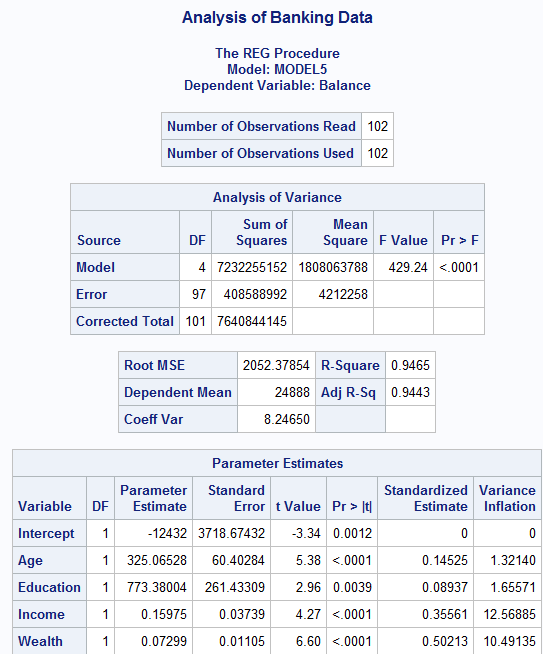 Analysis of Banking Data
The REG Procedure
Model: MODEL5
Dependent Variable: Balance
Number of Observations Read 102
Number of Observations Used 102
Analysis of Variance
Source DF Sum of Squares Mean Square F Value Pr > F
Model 4 7232255152 1808063788 429.24 <.0001
Error 97 408588992 4212258
Corrected Total 101 7640844145
Root MSE 2052.37854 R-Square 0.9465
Dependent Mean 24888 Adj R-Sq 0.9443
Coeff Var 8.24650
Parameter Estimates
Variable DF Parameter Estimate Standard Error t Value Pr > |t| Standardized Estimate Variance Inflation
Intercept 1 -12432 3718.67432 -3.34 0.0012 0 0
Age 1 325.06528 60.40284 5.38 <.0001 0.14525 1.32140
Education 1 773.38004 261.43309 2.96 0.0039 0.08937 1.65571
Income 1 0.15975 0.03739 4.27 <.0001 0.35561 12.56885
Wealth 1 0.07299 0.01105 6.60 <.0001 0.50213 10.49135